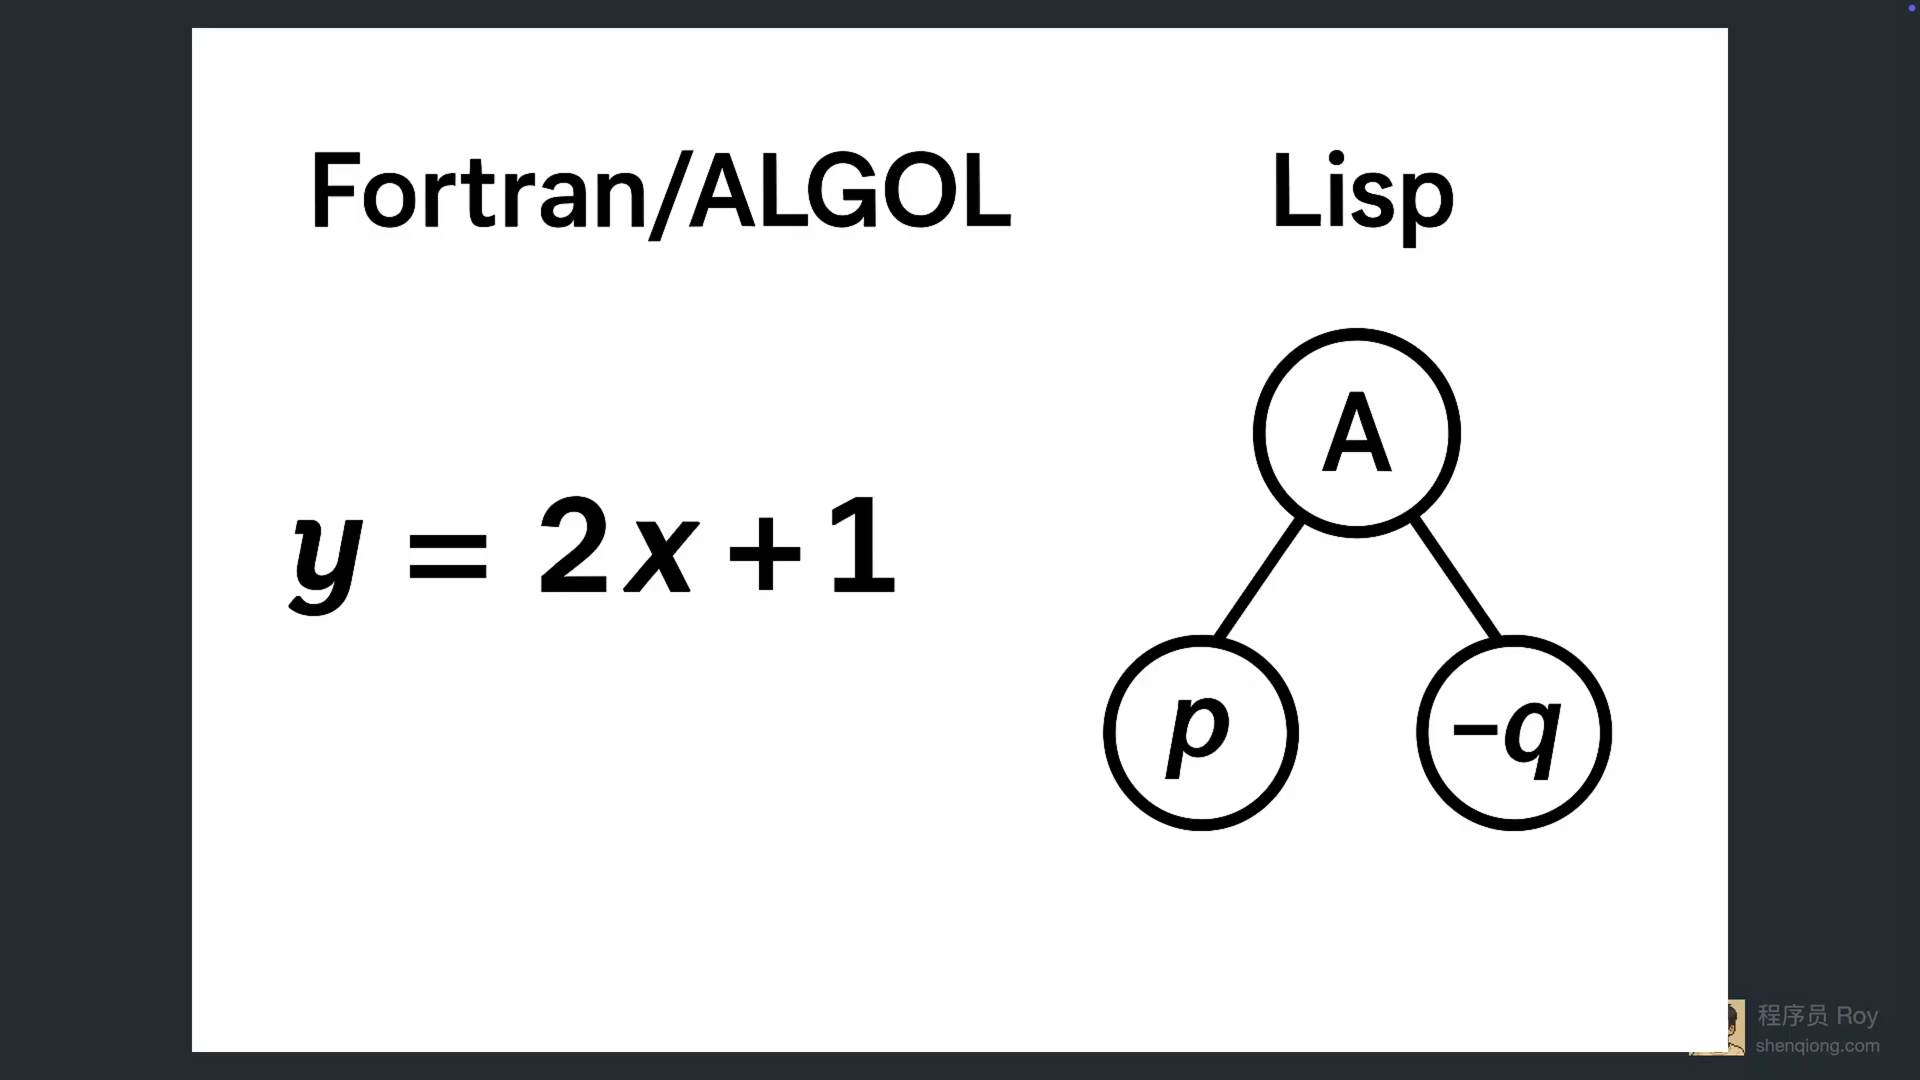 Fortran/ALGOL
Lisp
y = 2x + 1
A
p
−q
程序员 Roy
shenqiong.com